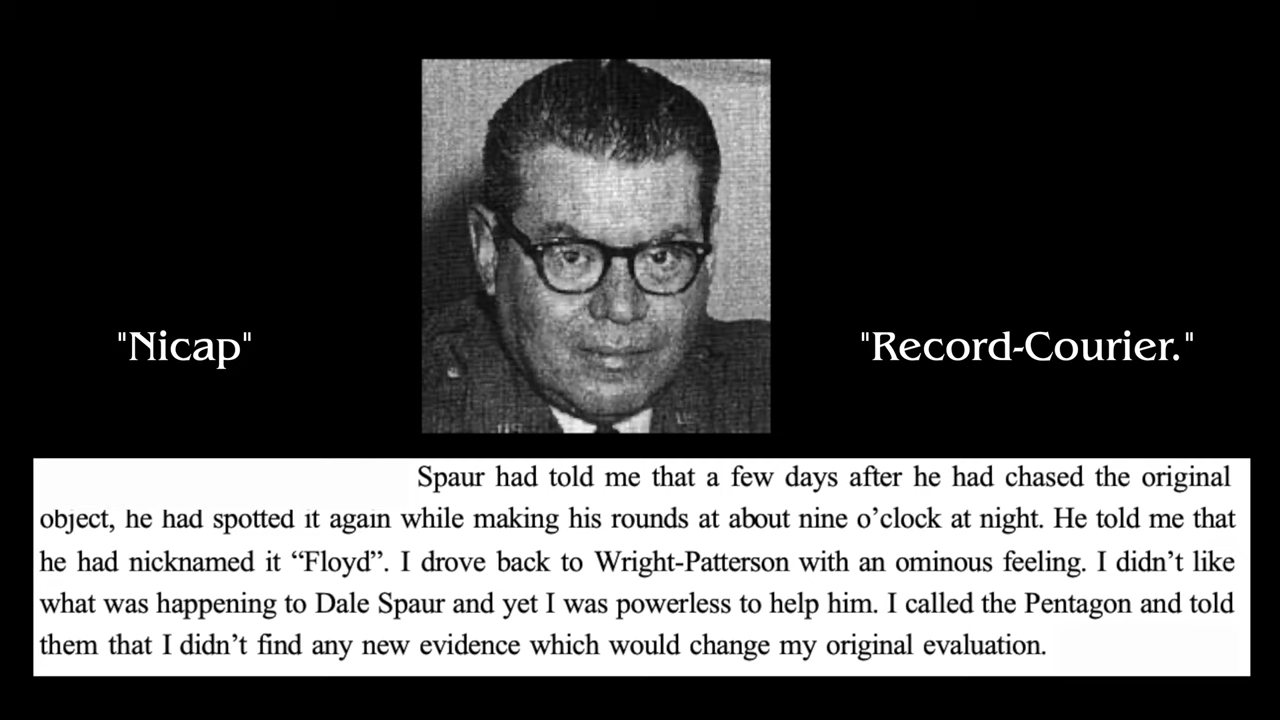 "Nicap"
"Record-Courier."
Spaur had told me that a few days after he had chased the original
object, he had spotted it again while making his rounds at about nine o’clock at night. He told me that
he had nicknamed it “Floyd”. I drove back to Wright-Patterson with an ominous feeling. I didn’t like
what was happening to Dale Spaur and yet I was powerless to help him. I called the Pentagon and told
them that I didn’t find any new evidence which would change my original evaluation.